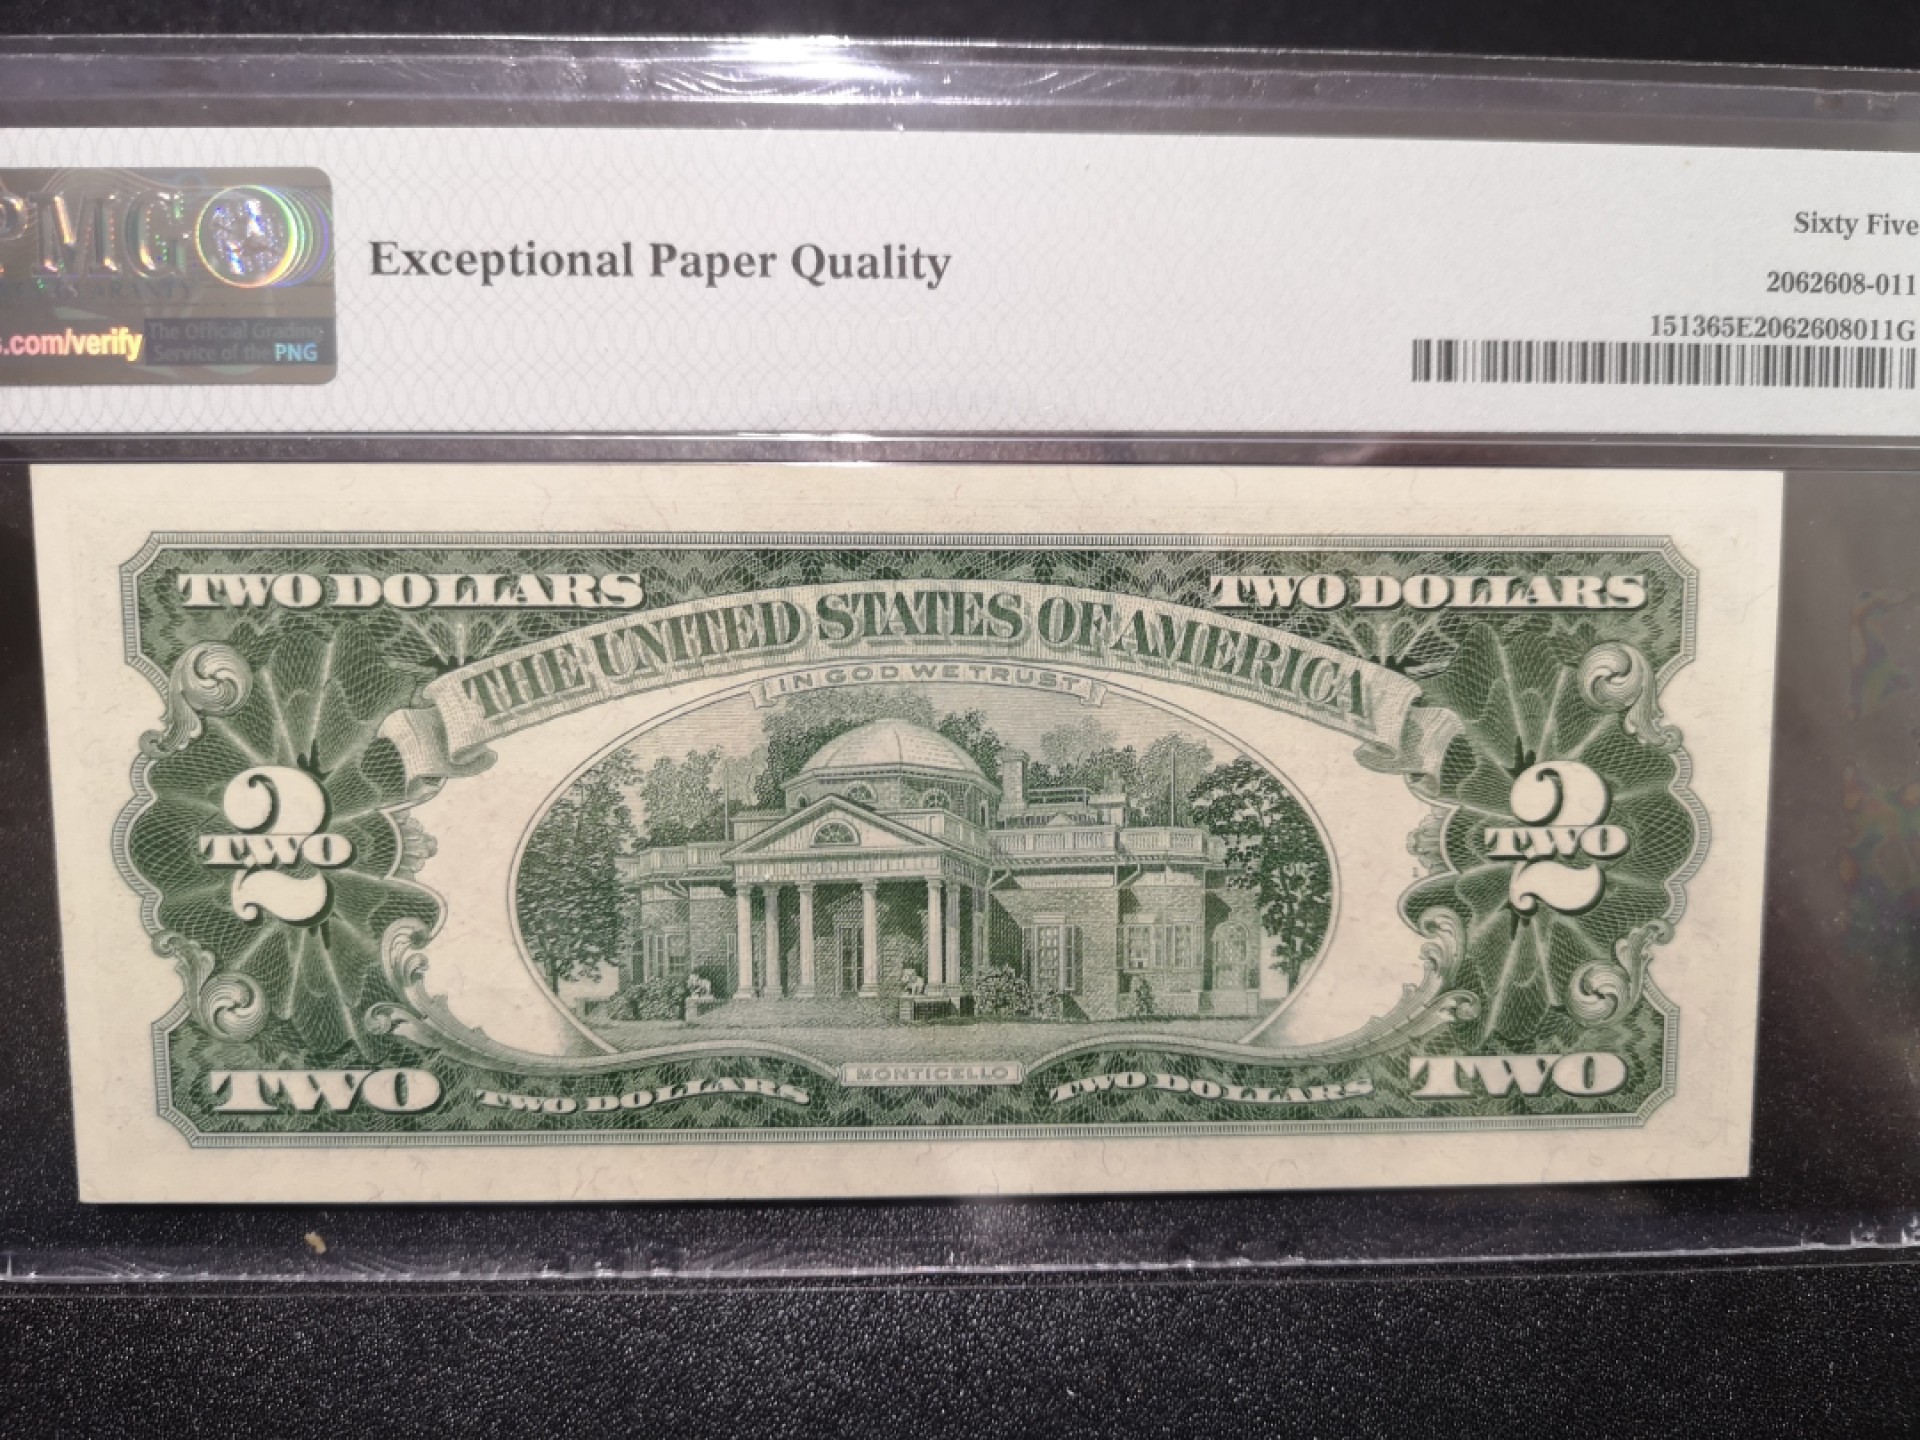 PMG
Exceptional Paper Quality
Sixty Five
2062608-011
151365E2062608011G
.com/verify
The Official Grading
Service of the PNG
TWO DOLLARS
TWO DOLLARS
THE UNITED STATES OF AMERICA
IN GOD WE TRUST
2
TWO
2
TWO
MONTICELLO
TWO
TWO DOLLARS
TWO DOLLARS
TWO